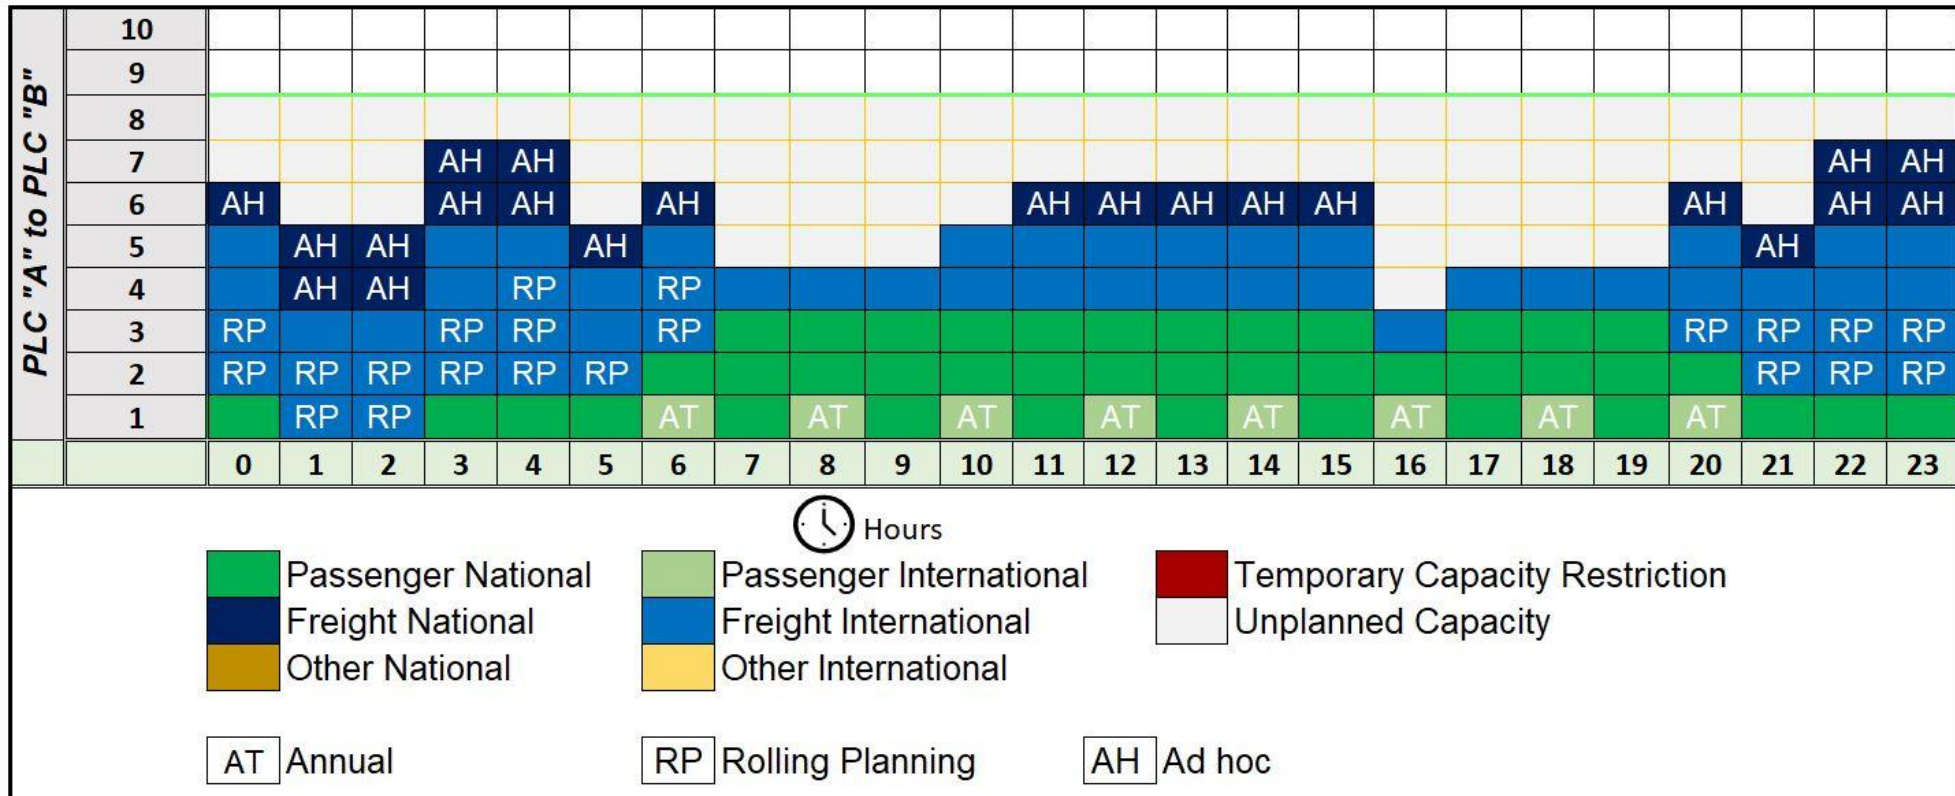 PLC "A" to PLC "B"
10
9
8
7 AH AH AH AH
6 AH AH AH AH AH AH AH AH AH AH AH AH
5 AH AH AH AH
4 AH AH RP RP
3 RP RP RP RP RP RP RP RP
2 RP RP RP RP RP RP RP RP RP
1 RP RP AT AT AT AT AT AT AT AT
0 1 2 3 4 5 6 7 8 9 10 11 12 13 14 15 16 17 18 19 20 21 22 23
Hours
Passenger National Passenger International Temporary Capacity Restriction
Freight National Freight International Unplanned Capacity
Other National Other International
AT Annual RP Rolling Planning AH Ad hoc